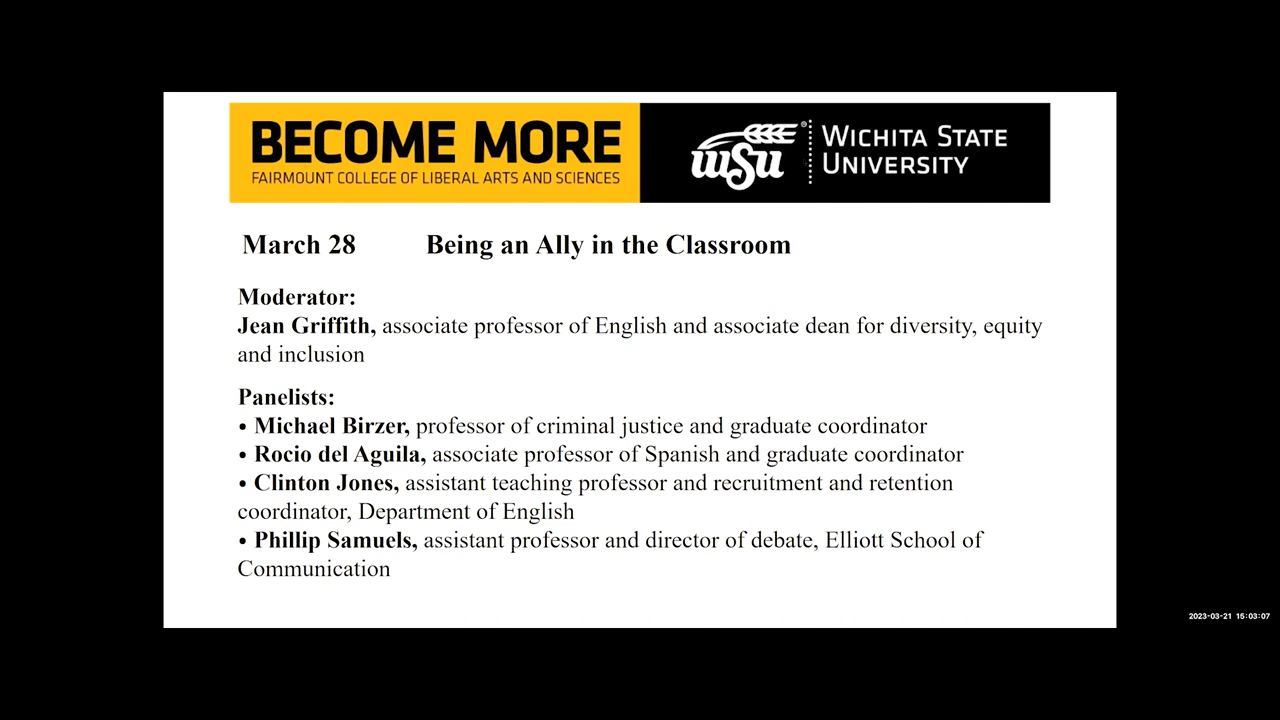 BECOME MORE
FAIRMOUNT COLLEGE OF LIBERAL ARTS AND SCIENCES
wsu®
WICHITA STATE
UNIVERSITY
March 28 Being an Ally in the Classroom
Moderator:
Jean Griffith, associate professor of English and associate dean for diversity, equity
and inclusion
Panelists:
• Michael Birzer, professor of criminal justice and graduate coordinator
• Rocio del Aguila, associate professor of Spanish and graduate coordinator
• Clinton Jones, assistant teaching professor and recruitment and retention
coordinator, Department of English
• Phillip Samuels, assistant professor and director of debate, Elliott School of
Communication
2023-03-21 15:03:07